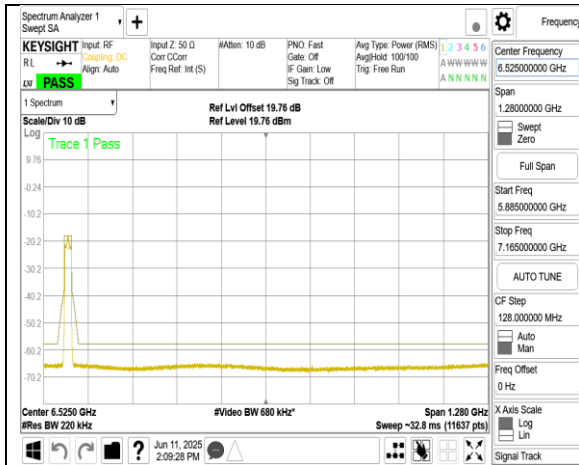 Spectrum Analyzer 1
Swept SA
+
Frequency
KEYSIGHT
RL
LXI
PASS
Input: RF
Coupling: DC
Align: Auto
Input Z: 50 Ω
Corr CCorr
Freq Ref: Int (S)
#Atten: 10 dB
PNO: Fast
Gate: Off
IF Gain: Low
Sig Track: Off
Avg Type: Power (RMS)
Avg|Hold: 100/100
Trig: Free Run
1 2 3 4 5 6
A W W W W W
A N N N N N
1 Spectrum
Scale/Div 10 dB
Ref Lvl Offset 19.76 dB
Ref Level 19.76 dBm
Log
Trace 1 Pass
9.76
-0.24
-10.2
-20.2
-30.2
-40.2
-50.2
-60.2
-70.2
Center 6.5250 GHz
#Res BW 220 kHz
#Video BW 680 kHz*
Span 1.280 GHz
Sweep ~32.8 ms (11637 pts)
Jun 11, 2025
2:09:28 PM
?
Center Frequency
6.525000000 GHz
Span
1.28000000 GHz
Swept
Zero
Full Span
Start Freq
5.885000000 GHz
Stop Freq
7.165000000 GHz
AUTO TUNE
CF Step
128.000000 MHz
Auto
Man
Freq Offset
0 Hz
X Axis Scale
Log
Lin
Signal Track